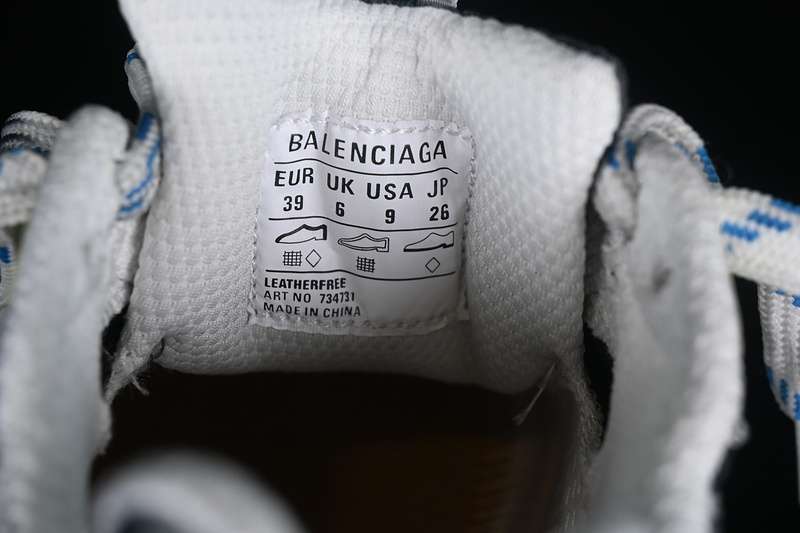 BALENCIAGA
EUR UK USA JP
39 6 9 26
LEATHERFREE
ART NO 734731
MADE IN CHINA